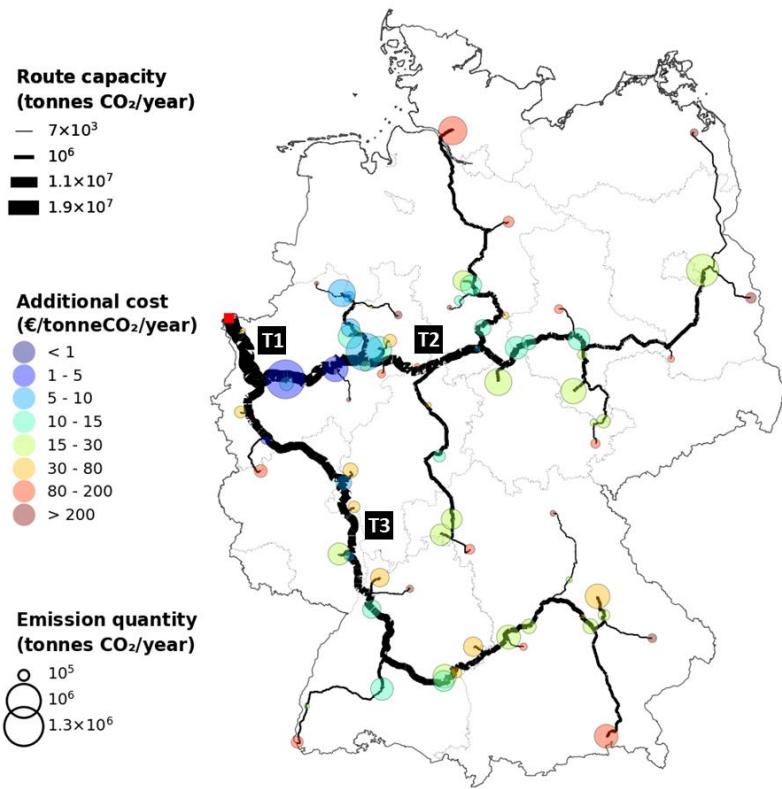 Route capacity
(tonnes CO₂/year)
7×10³
10⁶
1.1×10⁷
1.9×10⁷
Additional cost
(€/tonneCO₂/year)
< 1
1 - 5
5 - 10
10 - 15
15 - 30
30 - 80
80 - 200
> 200
Emission quantity
(tonnes CO₂/year)
10⁵
10⁶
1.3×10⁶
T1
T2
T3